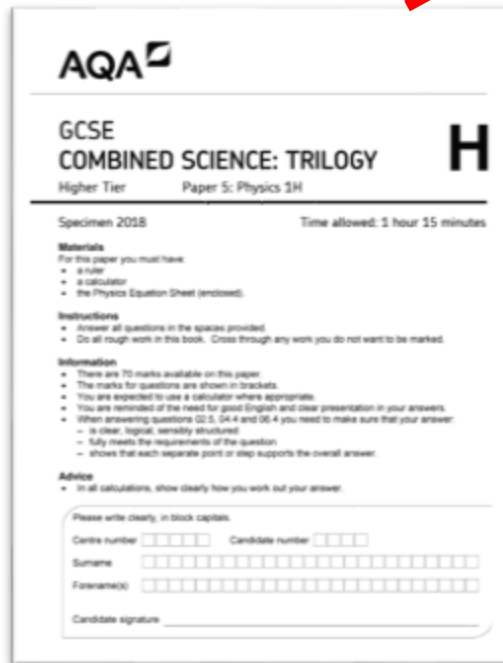 AQA
GCSE
COMBINED SCIENCE: TRILOGY
H
Higher Tier Paper 5: Physics 1H
Specimen 2018 Time allowed: 1 hour 15 minutes
Materials
For this paper you must have:
• a ruler
• a calculator
• the Physics Equation Sheet (enclosed).
Instructions
• Answer all questions in the spaces provided.
• Do all rough work in this book. Cross through any work you do not want to be marked.
Information
• There are 70 marks available on this paper.
• The marks for questions are shown in brackets.
• You are expected to use a calculator where appropriate.
• You are reminded of the need for good English and clear presentation in your answers.
• When answering questions 02.5, 04.4 and 06.4 you need to make sure that your answer:
– is clear, logical, sensibly structured
– fully meets the requirements of the question
– shows that each separate point or step supports the overall answer.
Advice
• In all calculations, show clearly how you work out your answer.
Please write clearly, in block capitals.
Centre number Candidate number
Surname
Forename(s)
Candidate signature